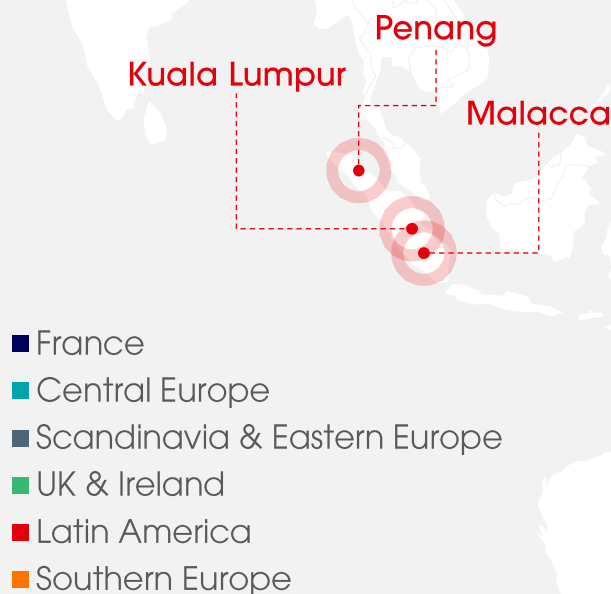 Penang
Kuala Lumpur
Malacca
France
Central Europe
Scandinavia & Eastern Europe
UK & Ireland
Latin America
Southern Europe